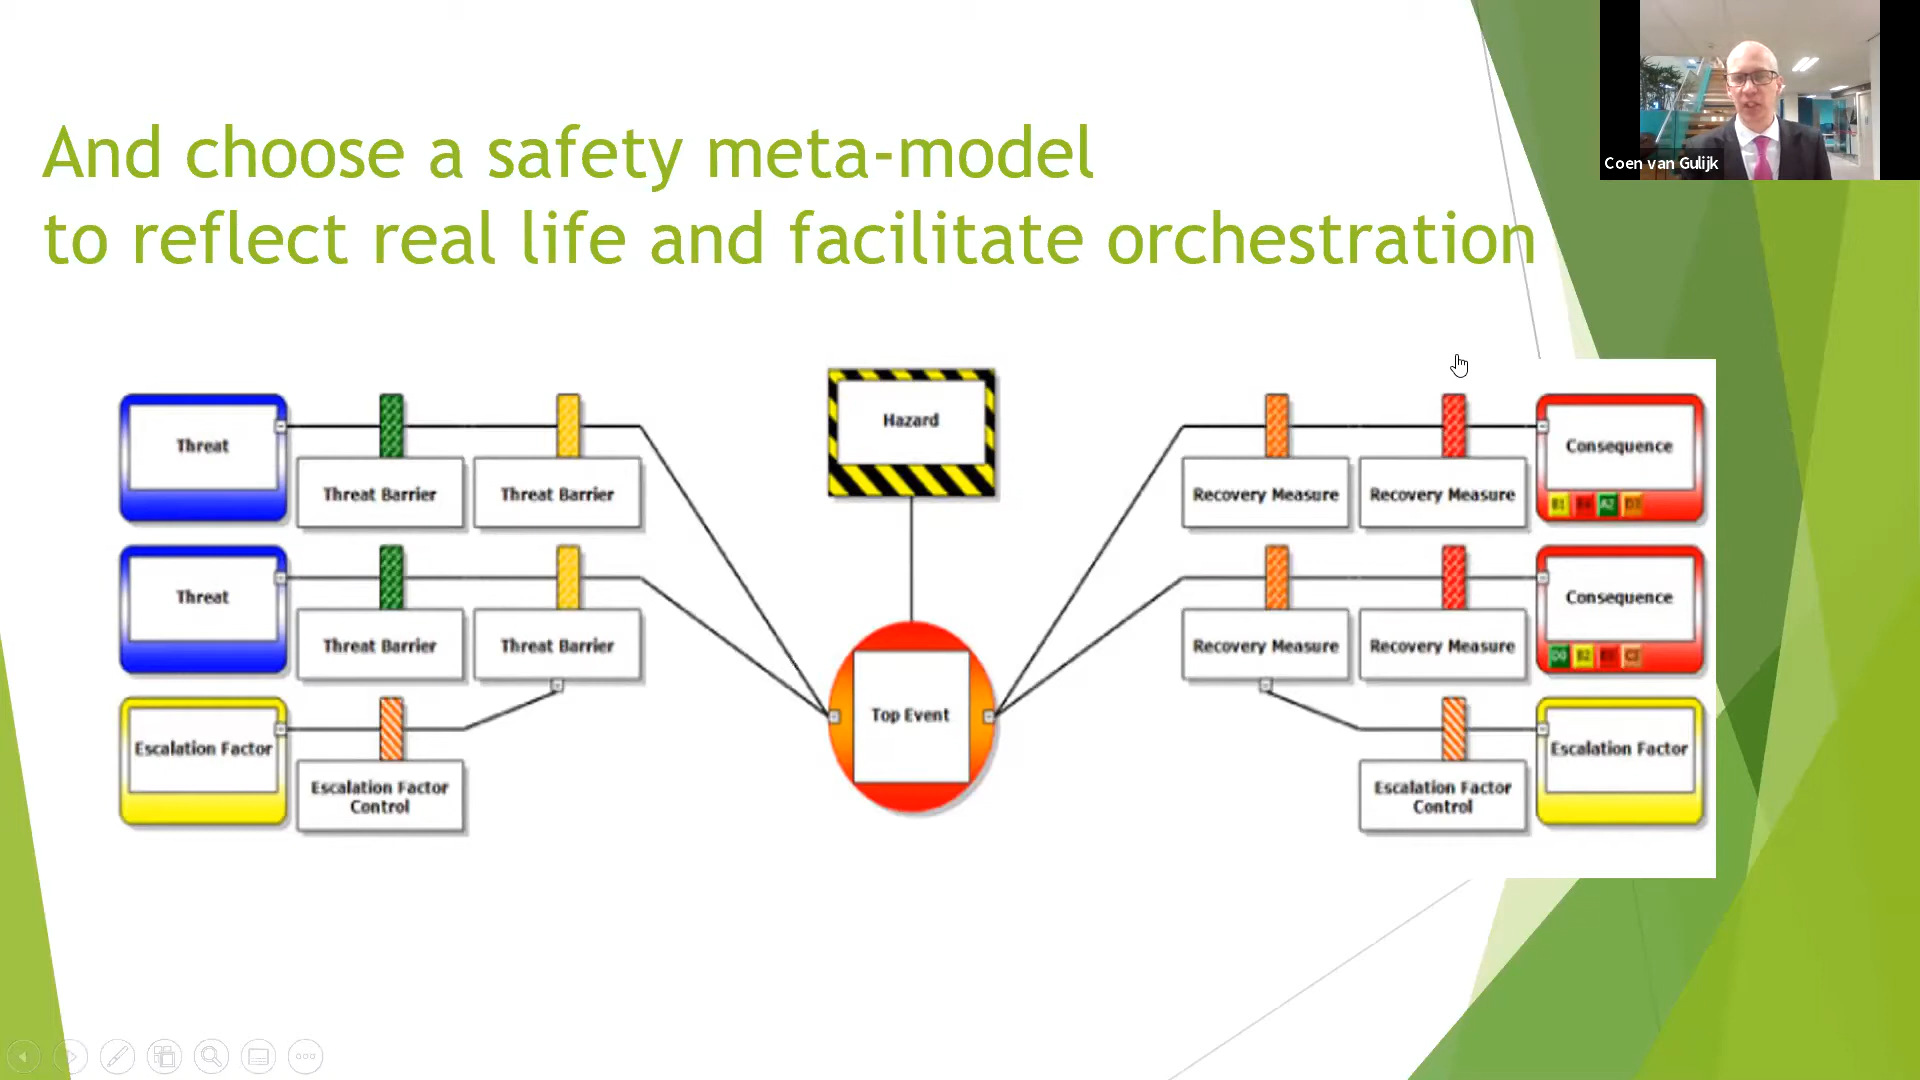 And choose a safety meta-model
to reflect real life and facilitate orchestration
Coen van Gulijk
Hazard
Threat
Threat Barrier
Threat Barrier
Recovery Measure
Recovery Measure
Consequence
Threat
Threat Barrier
Threat Barrier
Recovery Measure
Recovery Measure
Consequence
Top Event
Escalation Factor
Escalation Factor
Control
Escalation Factor
Control
Escalation Factor